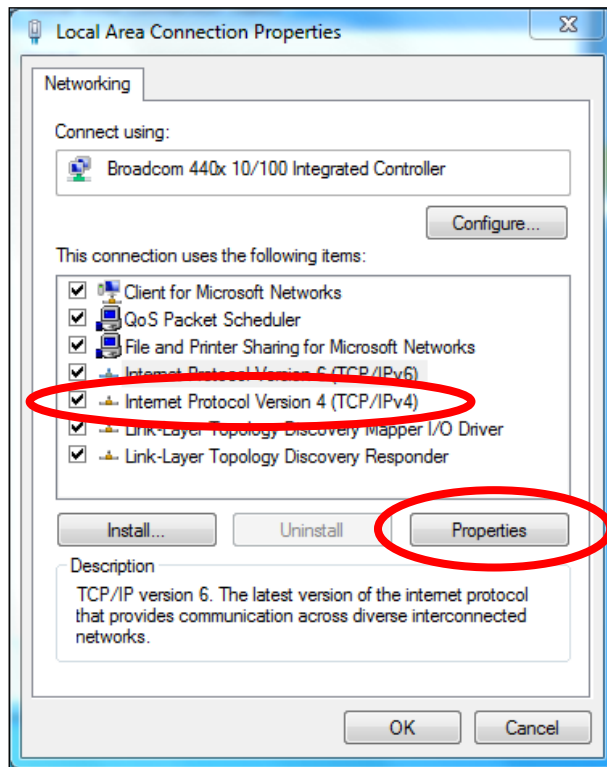 Local Area Connection Properties
Networking
Connect using:
Broadcom 440x 10/100 Integrated Controller
Configure...
This connection uses the following items:
Client for Microsoft Networks
QoS Packet Scheduler
File and Printer Sharing for Microsoft Networks
Internet Protocol Version 6 (TCP/IPv6)
Internet Protocol Version 4 (TCP/IPv4)
Link-Layer Topology Discovery Mapper I/O Driver
Link-Layer Topology Discovery Responder
Install... Uninstall Properties
Description
TCP/IP version 6. The latest version of the internet protocol
that provides communication across diverse interconnected
networks.
OK Cancel